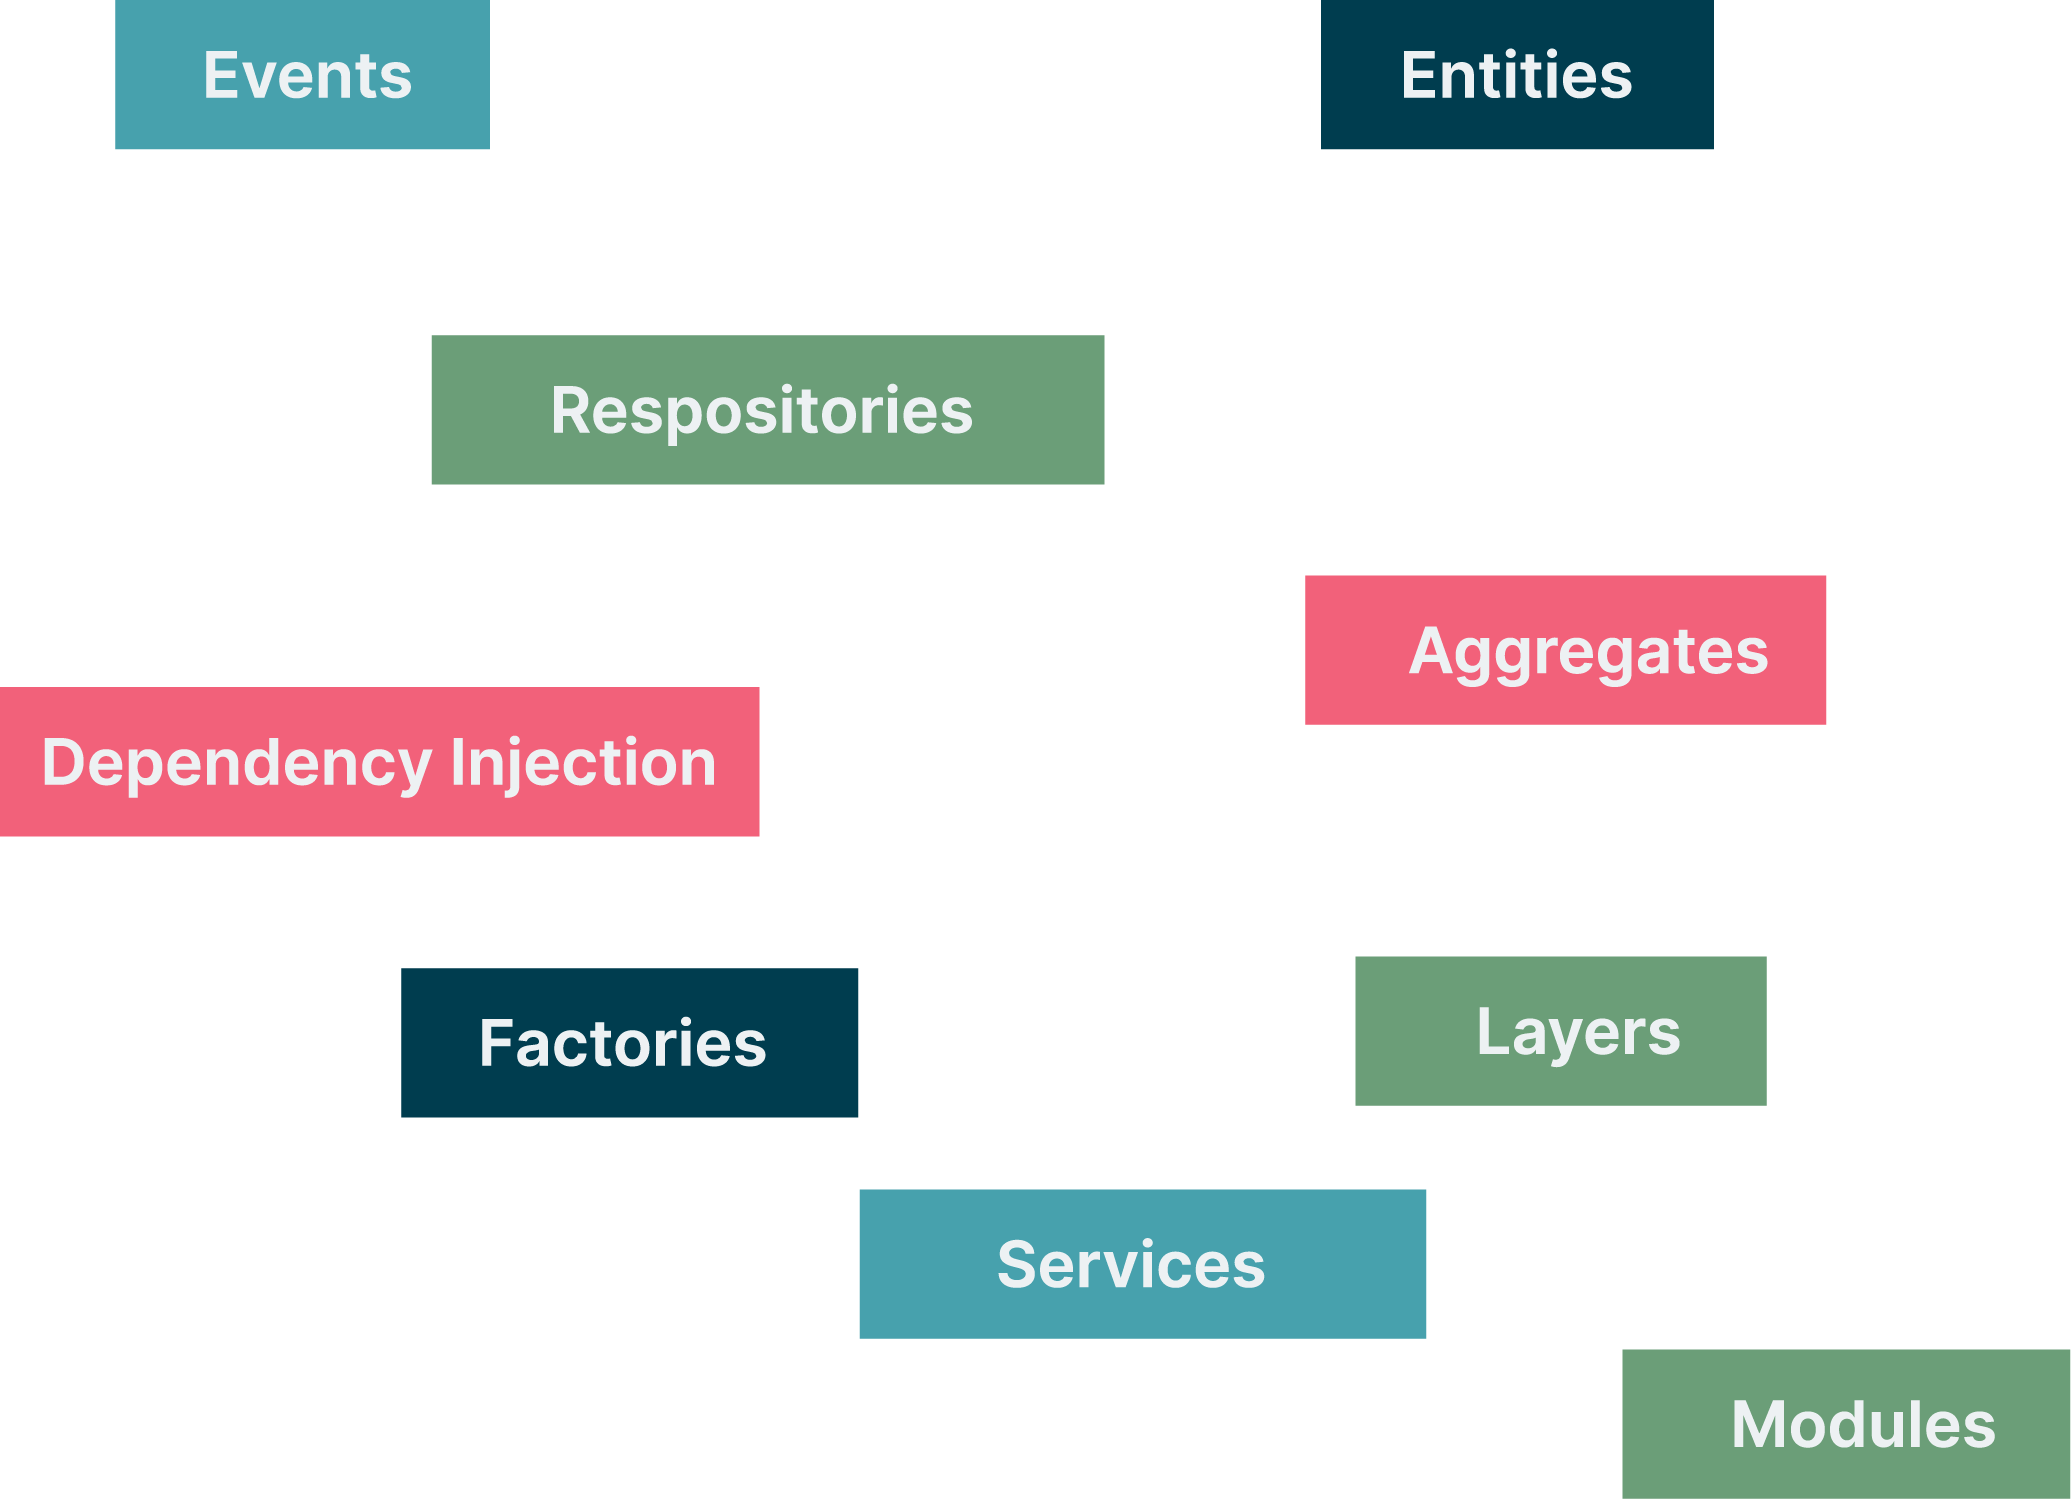 Events
Entities
Respositories
Aggregates
Dependency Injection
Factories
Layers
Services
Modules